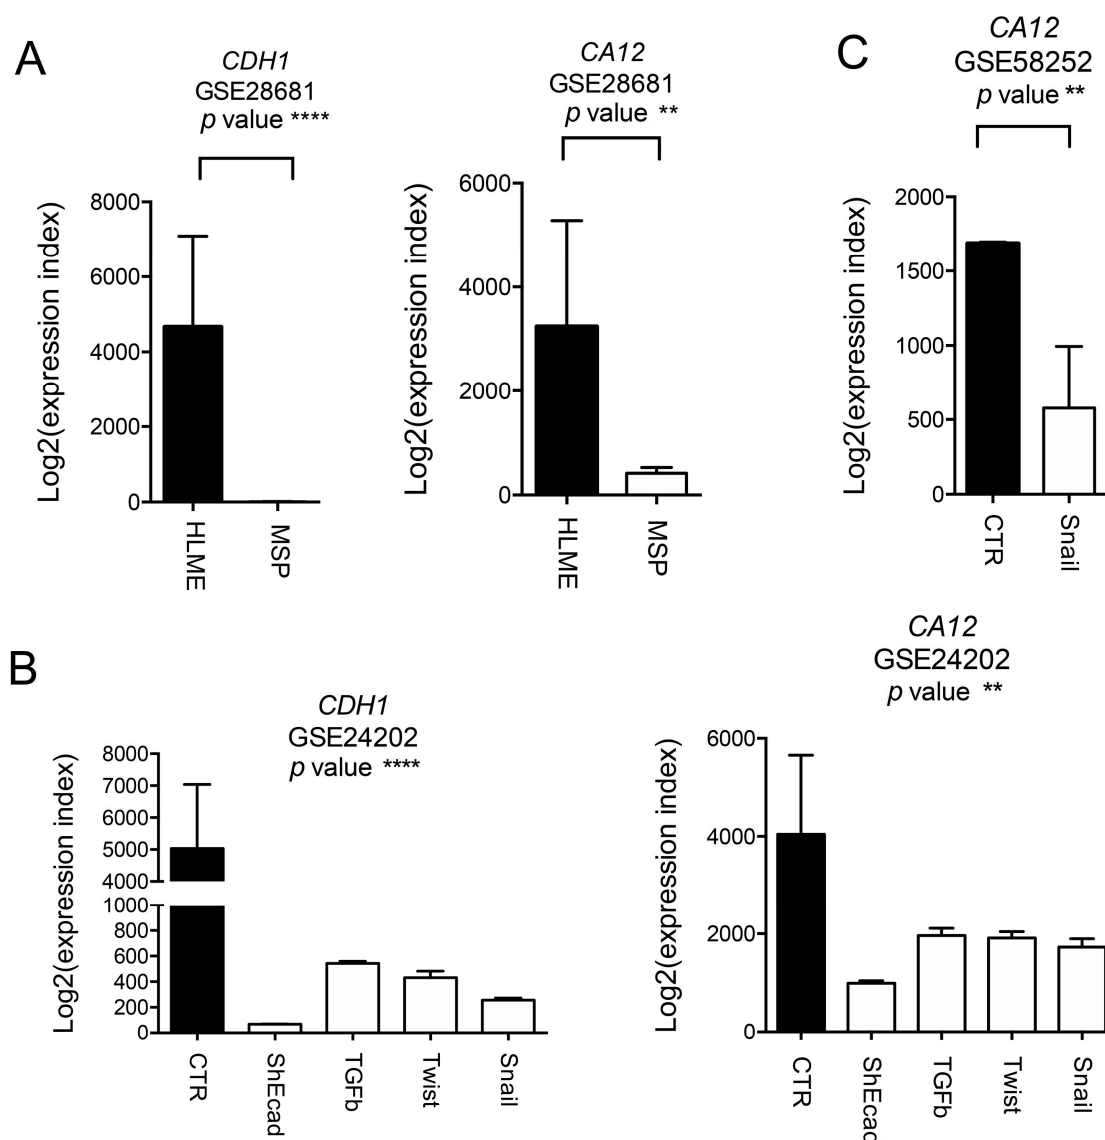 A
CDH1
GSE28681
p value ****
Log2(expression index)
8000
6000
4000
2000
0
HLME
MSP
CA12
GSE28681
p value **
Log2(expression index)
6000
4000
2000
0
HLME
MSP
C
CA12
GSE58252
p value **
Log2(expression index)
2000
1500
1000
500
0
CTR
Snail
B
CDH1
GSE24202
p value ****
Log2(expression index)
8000
7000
6000
5000
4000
1000
800
600
400
200
0
CTR
ShEcad
TGFb
Twist
Snail
CA12
GSE24202
p value **
Log2(expression index)
6000
4000
2000
0
CTR
ShEcad
TGFb
Twist
Snail